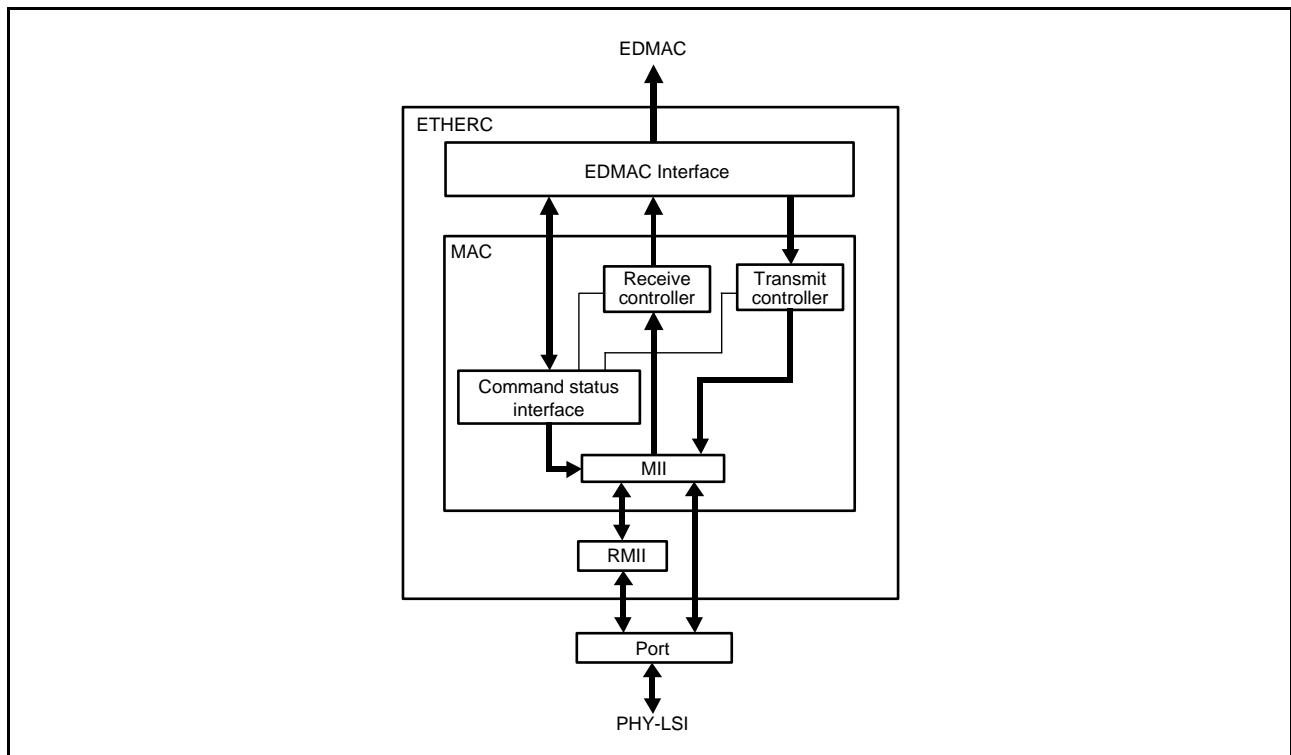 EDMAC
ETHERC
EDMAC Interface
MAC
Receive
controller
Transmit
controller
Command status
interface
MII
RMII
Port
PHY-LSI